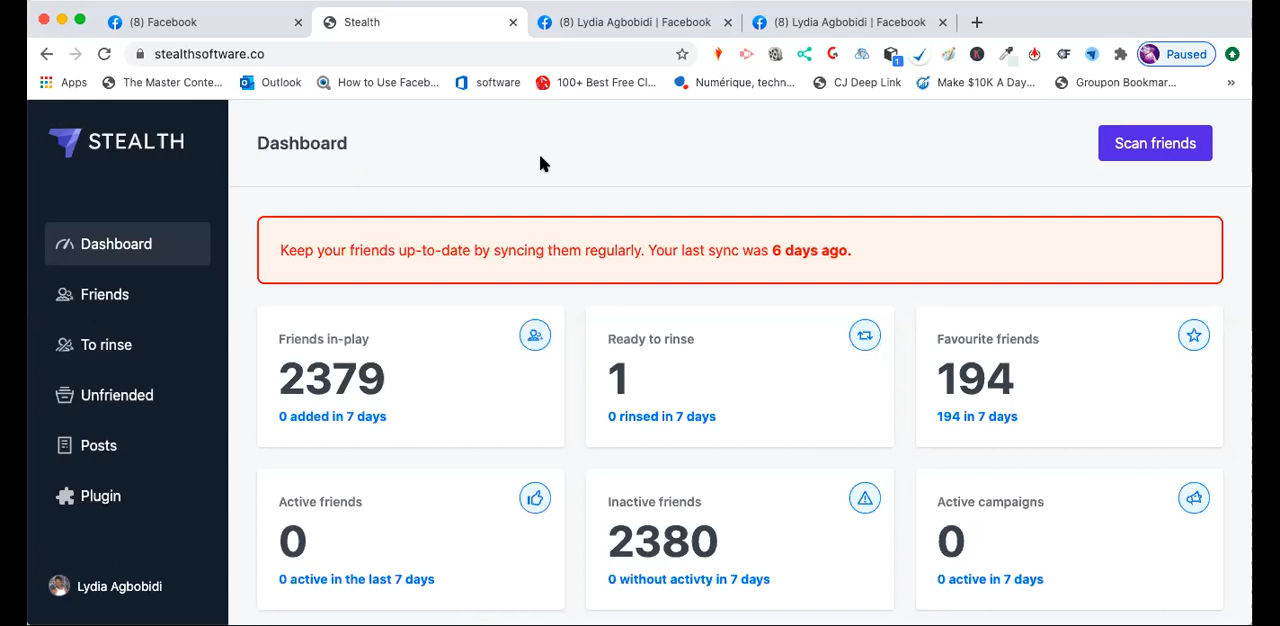 (8) Facebook
Stealth
(8) Lydia Agbobidi | Facebook
(8) Lydia Agbobidi | Facebook
stealthsoftware.co
1
Paused
Apps
The Master Conte...
Outlook
How to Use Faceb...
software
100+ Best Free Cl...
Numérique, techn...
CJ Deep Link
Make $10K A Day...
Groupon Bookmar...
»
STEALTH
Dashboard
Scan friends
Dashboard
Friends
To rinse
Unfriended
Posts
Plugin
Lydia Agbobidi
Keep your friends up-to-date by syncing them regularly. Your last sync was 6 days ago.
Friends in-play
2379
0 added in 7 days
Ready to rinse
1
0 rinsed in 7 days
Favourite friends
194
194 in 7 days
Active friends
0
0 active in the last 7 days
Inactive friends
2380
0 without activty in 7 days
Active campaigns
0
0 active in 7 days